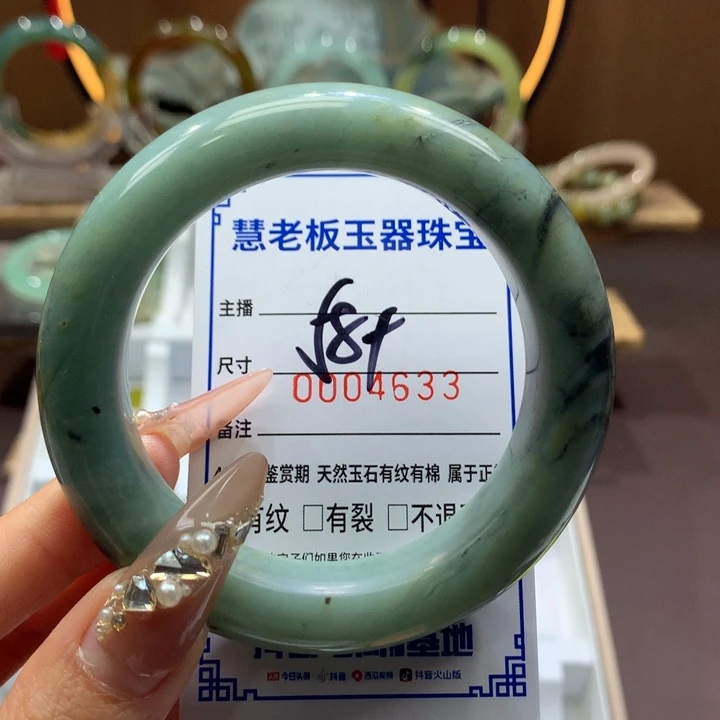 慧老板玉器珠宝
主播
尺寸
0004633
备注
鉴赏期 天然玉石有纹有棉 属于正
有纹 □有裂 □不退
基地
今日头条 抖音 西瓜视频 抖音火山版